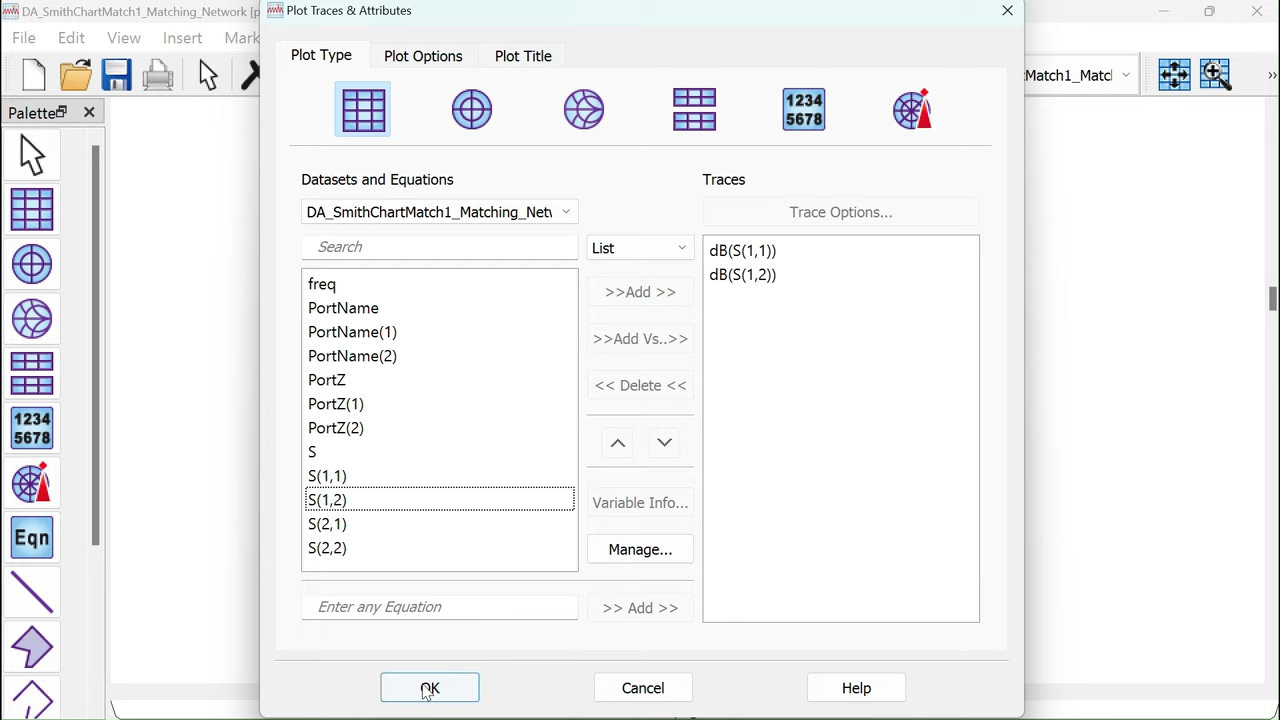 DA_SmithChartMatch1_Matching_Network [p
Plot Traces & Attributes
File Edit View Insert Mark
Match1_Matcl
Palette
Plot Type Plot Options Plot Title
1234
5678
Datasets and Equations
Traces
DA_SmithChartMatch1_Matching_Netv
Trace Options...
Search
List
dB(S(1,1))
dB(S(1,2))
freq
PortName
PortName(1)
PortName(2)
PortZ
PortZ(1)
PortZ(2)
S
S(1,1)
S(1,2)
S(2,1)
S(2,2)
>>Add >>
>>Add Vs..>>
<< Delete <<
Variable Info...
Manage...
Enter any Equation
>> Add >>
1234
5678
Eqn
OK
Cancel
Help